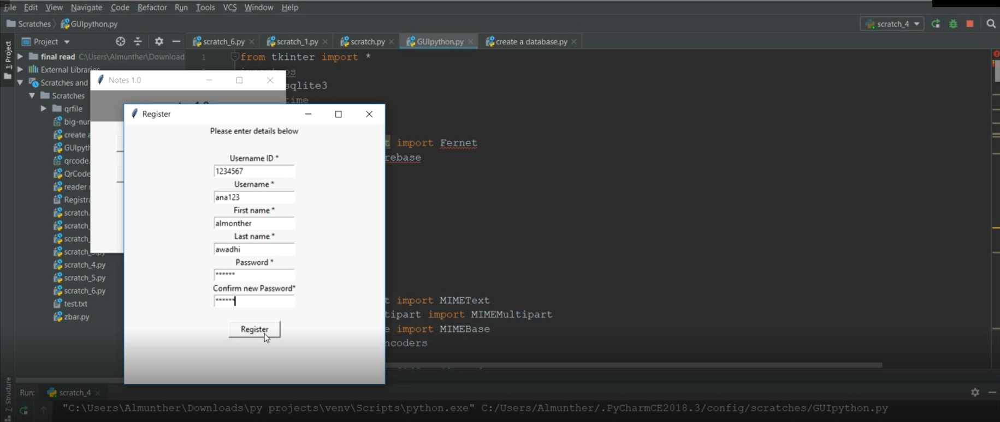 File Edit View Navigate Code Refactor Run Tools VCS Window Help
Scratches GUIpython.py
scratch_4
Project
scratch_6.py scratch_1.py scratch.py GUIpython.py create a database.py
1: Project
final read C:\Users\Almunther\Download
External Libraries
Scratches and
Scratches
qrfile
big-nur
create a
GUIpyth
qrcode.
QrCode
reader
Registra
scratch.
scratch_
scratch_
scratch_5.py
scratch_4.py
scratch_5.py
scratch_6.py
test.txt
zbar.py
1 from tkinter import *
import os
sqlite3
time
import Fernet
rebase
t import MIMEText
tipart import MIMEMultipart
e import MIMEBase
ncoders
Notes 1.0
Register
Please enter details below
Username ID *
1234567
Username *
ana123
First name *
almonther
Last name *
awadhi
Password *
******
Confirm new Password*
******
Register
Z: Structure
Run: scratch_4
"C:\Users\Almunther\Downloads\py projects\venv\Scripts\python.exe" C:/Users/Almunther/.PyCharmCE2018.3/config/scratches/GUIpython.py